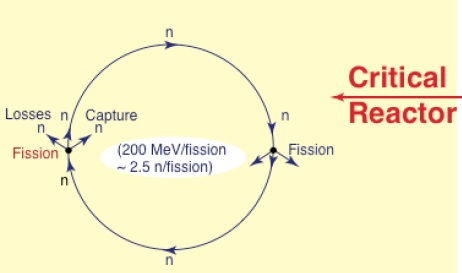 n
Critical
Reactor
Losses
n
n
Capture
n
n
Fission
(200 MeV/fission
~ 2.5 n/fission)
Fission
n
n